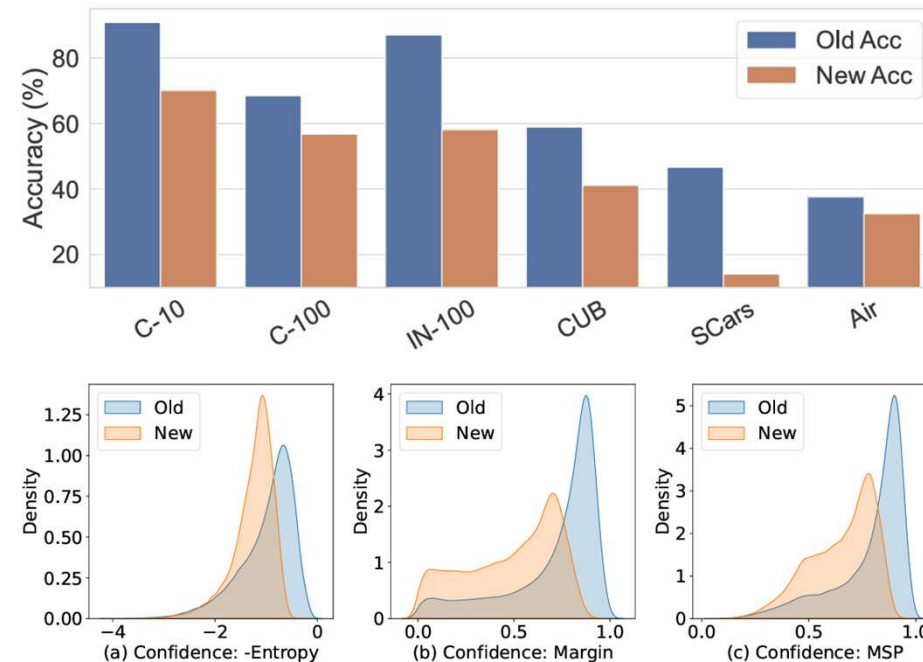 Accuracy (%)
80
60
40
20
Old Acc
New Acc
C-10
C-100
IN-100
CUB
SCars
Air
Density
1.25
1.00
0.75
0.50
0.25
0.00
Old
New
−4
−2
0
(a) Confidence: -Entropy
Density
4
3
2
1
0
Old
New
0.0
0.5
1.0
(b) Confidence: Margin
Density
5
4
3
2
1
0
Old
New
0.0
0.5
1.0
(c) Confidence: MSP